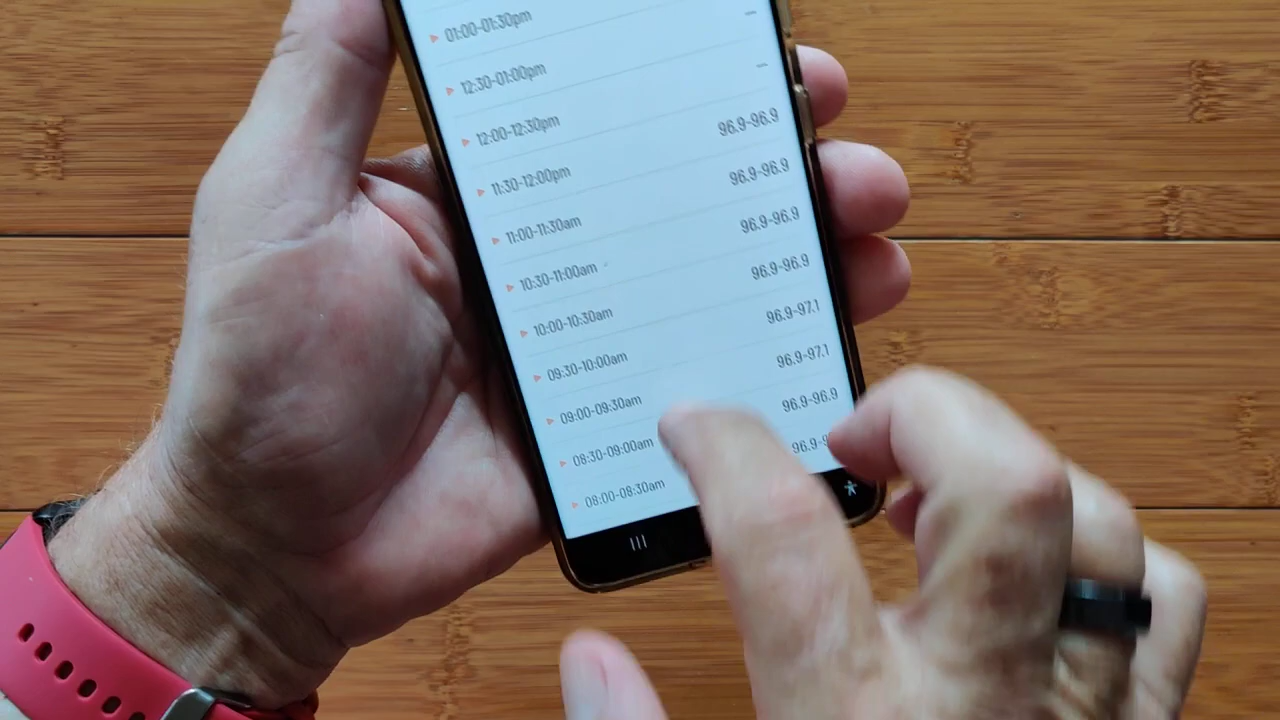 01:00-01:30pm
12:30-01:00pm --
12:00-12:30pm --
11:30-12:00pm 96.9-96.9
11:00-11:30am 96.9-96.9
10:30-11:00am 96.9-96.9
10:00-10:30am 96.9-96.9
09:30-10:00am 96.9-97.1
09:00-09:30am 96.9-97.1
08:30-09:00am 96.9-96.9
08:00-08:30am